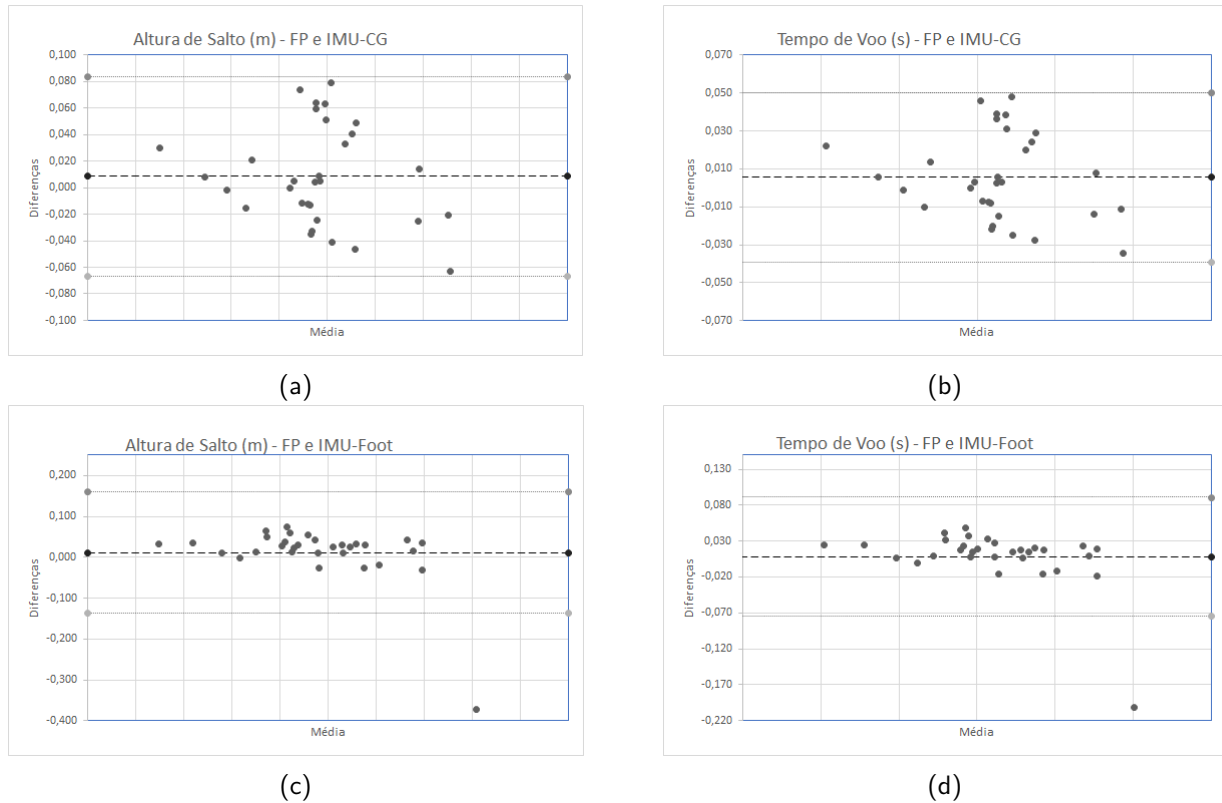 Altura de Salto (m) - FP e IMU-CG
0,100
0,080
0,060
0,040
0,020
0,000
-0,020
-0,040
-0,060
-0,080
-0,100
Diferenças
Média
(a)
Tempo de Voo (s) - FP e IMU-CG
0,070
0,050
0,030
0,010
-0,010
-0,030
-0,050
-0,070
Diferenças
Média
(b)
Altura de Salto (m) - FP e IMU-Foot
0,200
0,100
0,000
-0,100
-0,200
-0,300
-0,400
Diferenças
Média
(c)
Tempo de Voo (s) - FP e IMU-Foot
0,130
0,080
0,030
-0,020
-0,070
-0,120
-0,170
-0,220
Diferenças
Média
(d)